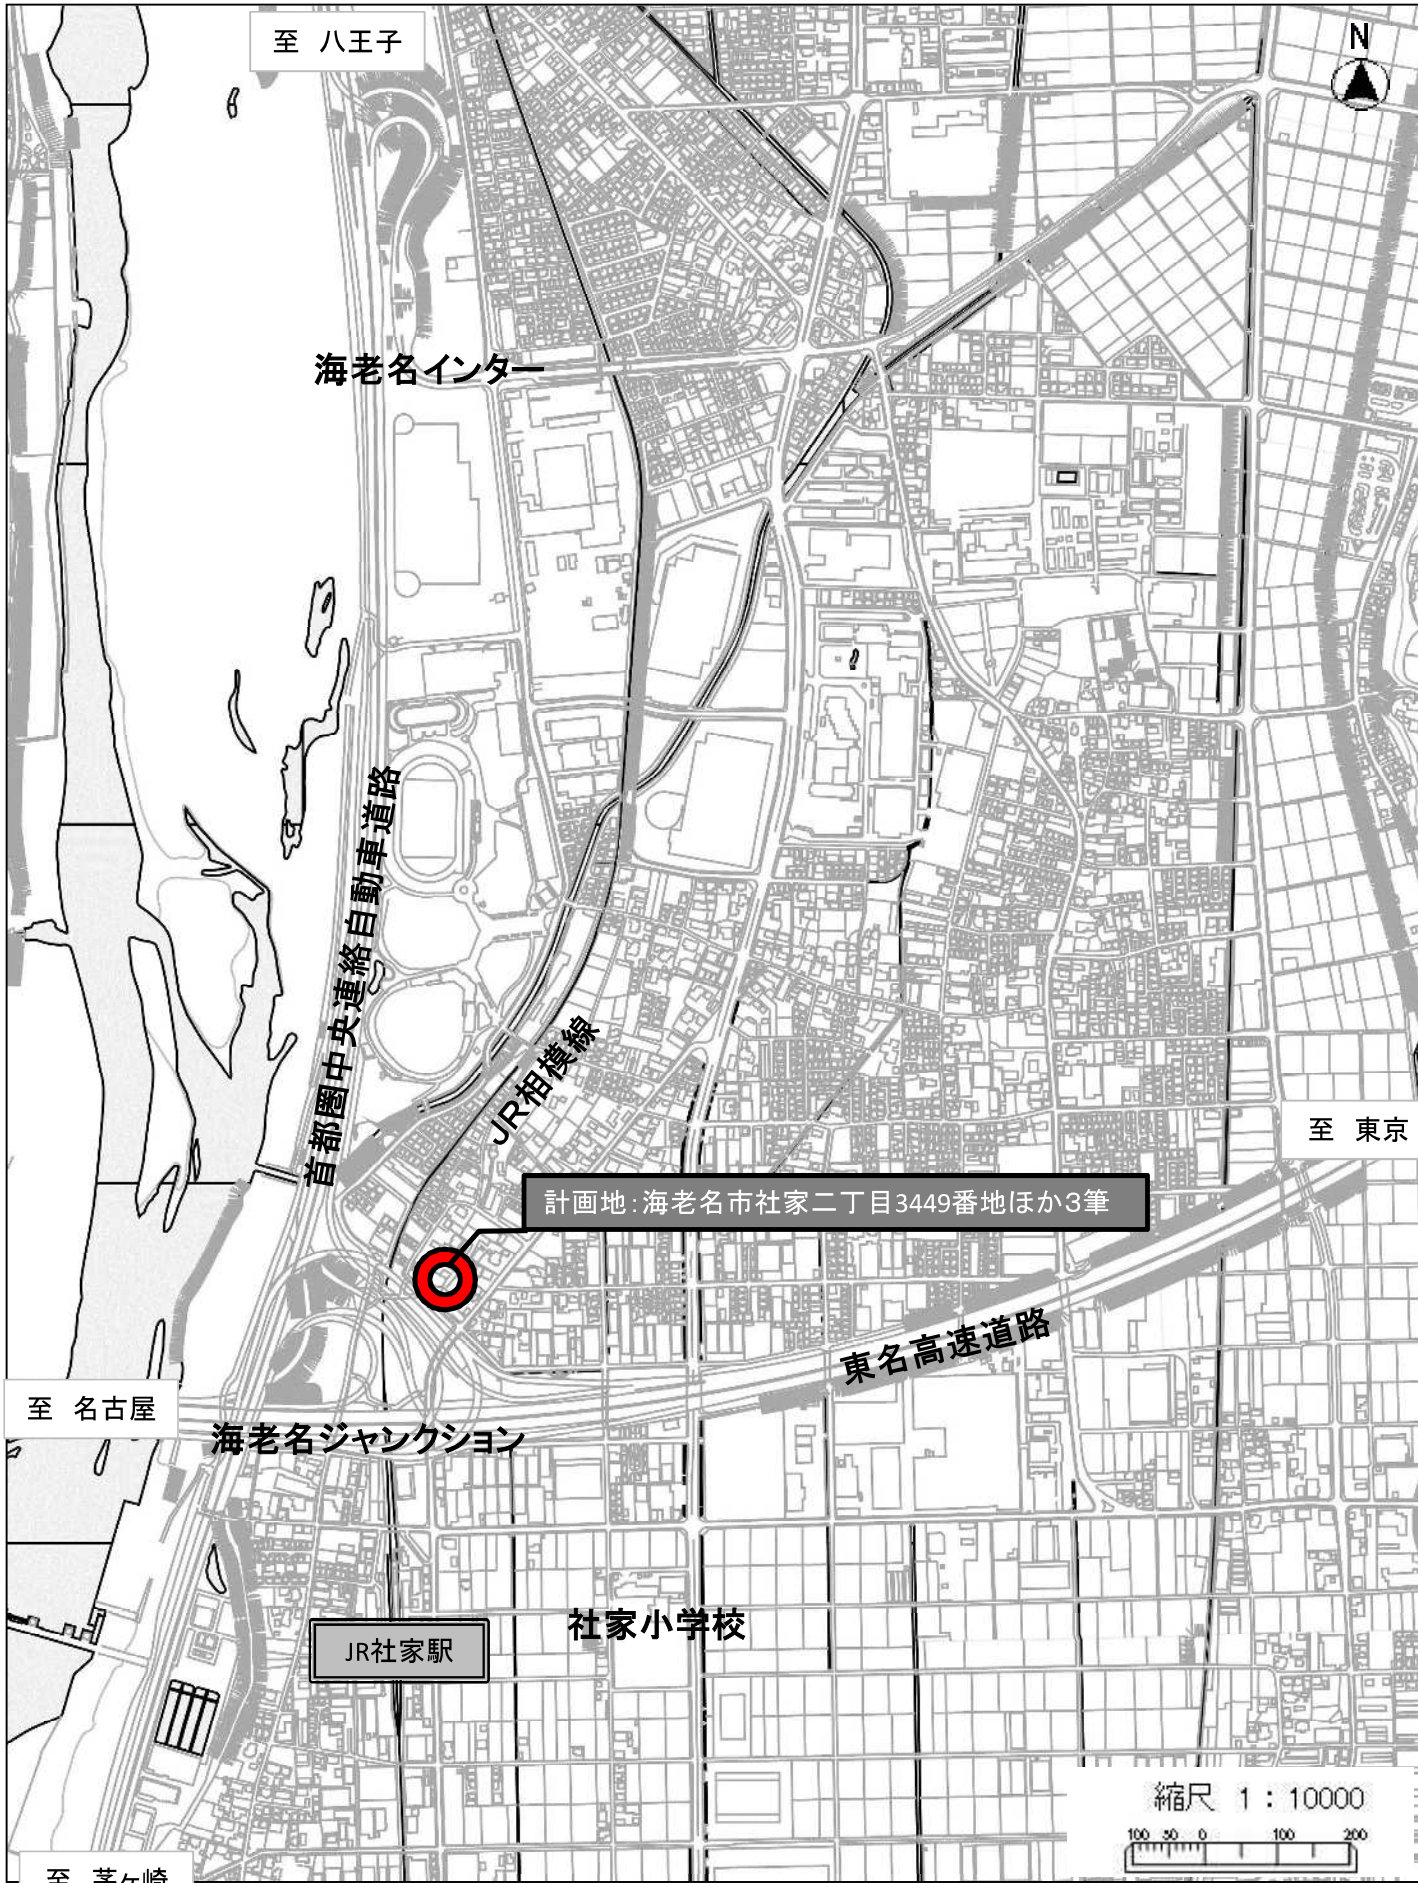 至 八王子
N
海老名インター
首都圏中央連絡自動車道路
JR相模線
至 東京
計画地：海老名市社家二丁目3449番地ほか3筆
東名高速道路
至 名古屋
海老名ジャンクション
社家小学校
JR社家駅
縮尺 1：10000
100 50 0 100 200
至 茅ヶ崎